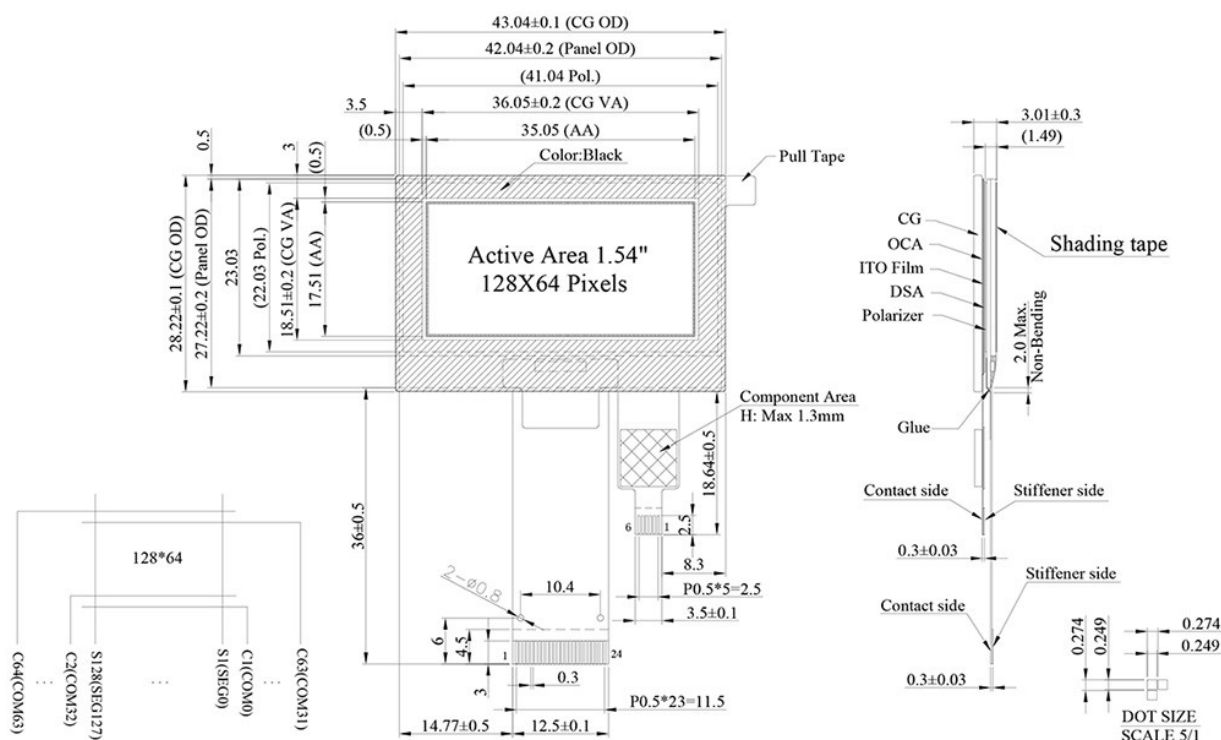 43.04±0.1 (CG OD)
42.04±0.2 (Panel OD)
(41.04 Pol.)
3.5
36.05±0.2 (CG VA)
(0.5)
35.05 (AA)
0.5
3
(0.5)
Color:Black
Pull Tape
28.22±0.1 (CG OD)
27.22±0.2 (Panel OD)
23.03
(22.03 Pol.)
18.51±0.2 (CG VA)
17.51 (AA)
Active Area 1.54"
128X64 Pixels
3.01±0.3
(1.49)
CG
OCA
ITO Film
DSA
Polarizer
Shading tape
2.0 Max.
Non-Bending
Glue
Component Area
H: Max 1.3mm
18.64±0.5
36±0.5
6
1
2.5
8.3
P0.5*5=2.5
3.5±0.1
2-ø0.8
10.4
6
4.5
3
1
24
0.3
P0.5*23=11.5
14.77±0.5
12.5±0.1
128*64
C64(COM63)
...
C2(COM32)
S128(SEG127)
...
S1(SEG0)
C1(COM0)
...
C63(COM31)
Contact side
Stiffener side
0.3±0.03
Stiffener side
Contact side
0.3±0.03
0.274
0.249
0.274
0.249
DOT SIZE
SCALE 5/1